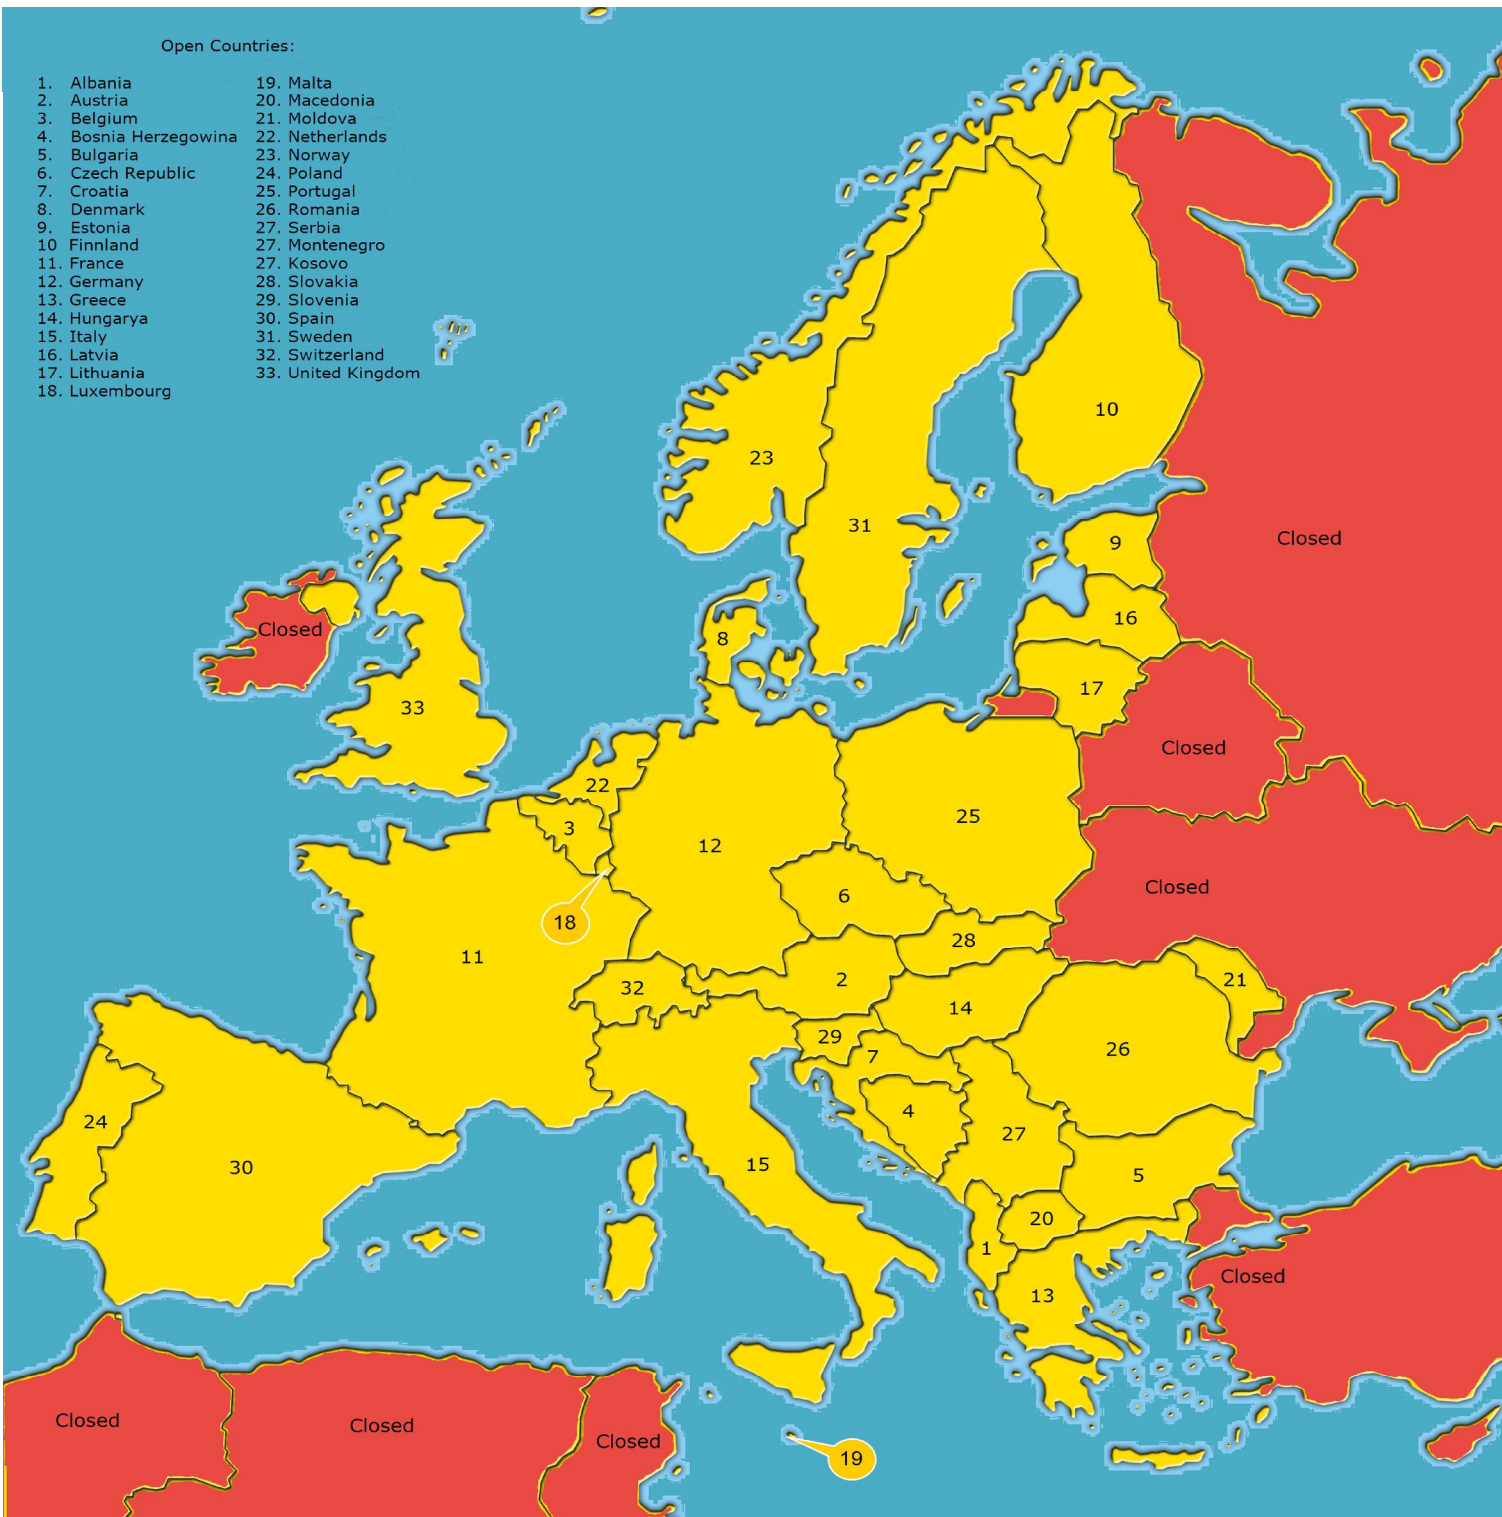 Open Countries:
1. Albania
2. Austria
3. Belgium
4. Bosnia Herzegowina
5. Bulgaria
6. Czech Republic
7. Croatia
8. Denmark
9. Estonia
10 Finnland
11. France
12. Germany
13. Greece
14. Hungarya
15. Italy
16. Latvia
17. Lithuania
18. Luxembourg
19. Malta
20. Macedonia
21. Moldova
22. Netherlands
23. Norway
24. Poland
25. Portugal
26. Romania
27. Serbia
27. Montenegro
27. Kosovo
28. Slovakia
29. Slovenia
30. Spain
31. Sweden
32. Switzerland
33. United Kingdom
10
23
31
Closed
9
16
Closed
8
17
33
Closed
22
25
3
12
Closed
6
18
28
11
21
2
32
14
29
26
7
4
24
27
15
30
5
20
1
Closed
13
Closed
Closed
Closed
19